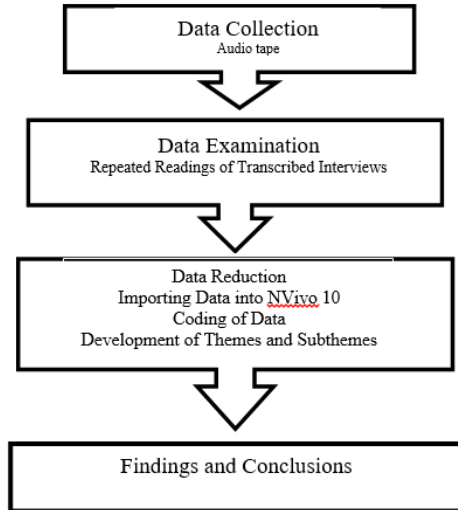 Data Collection
Audio tape
Data Examination
Repeated Readings of Transcribed Interviews
Data Reduction
Importing Data into NVivo 10
Coding of Data
Development of Themes and Subthemes
Findings and Conclusions